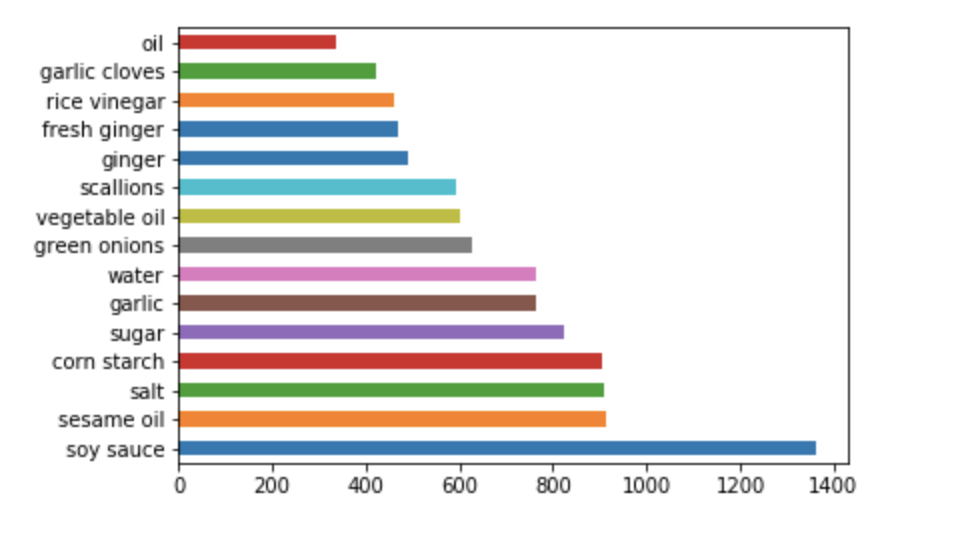 oil
garlic cloves
rice vinegar
fresh ginger
ginger
scallions
vegetable oil
green onions
water
garlic
sugar
corn starch
salt
sesame oil
soy sauce
0 200 400 600 800 1000 1200 1400